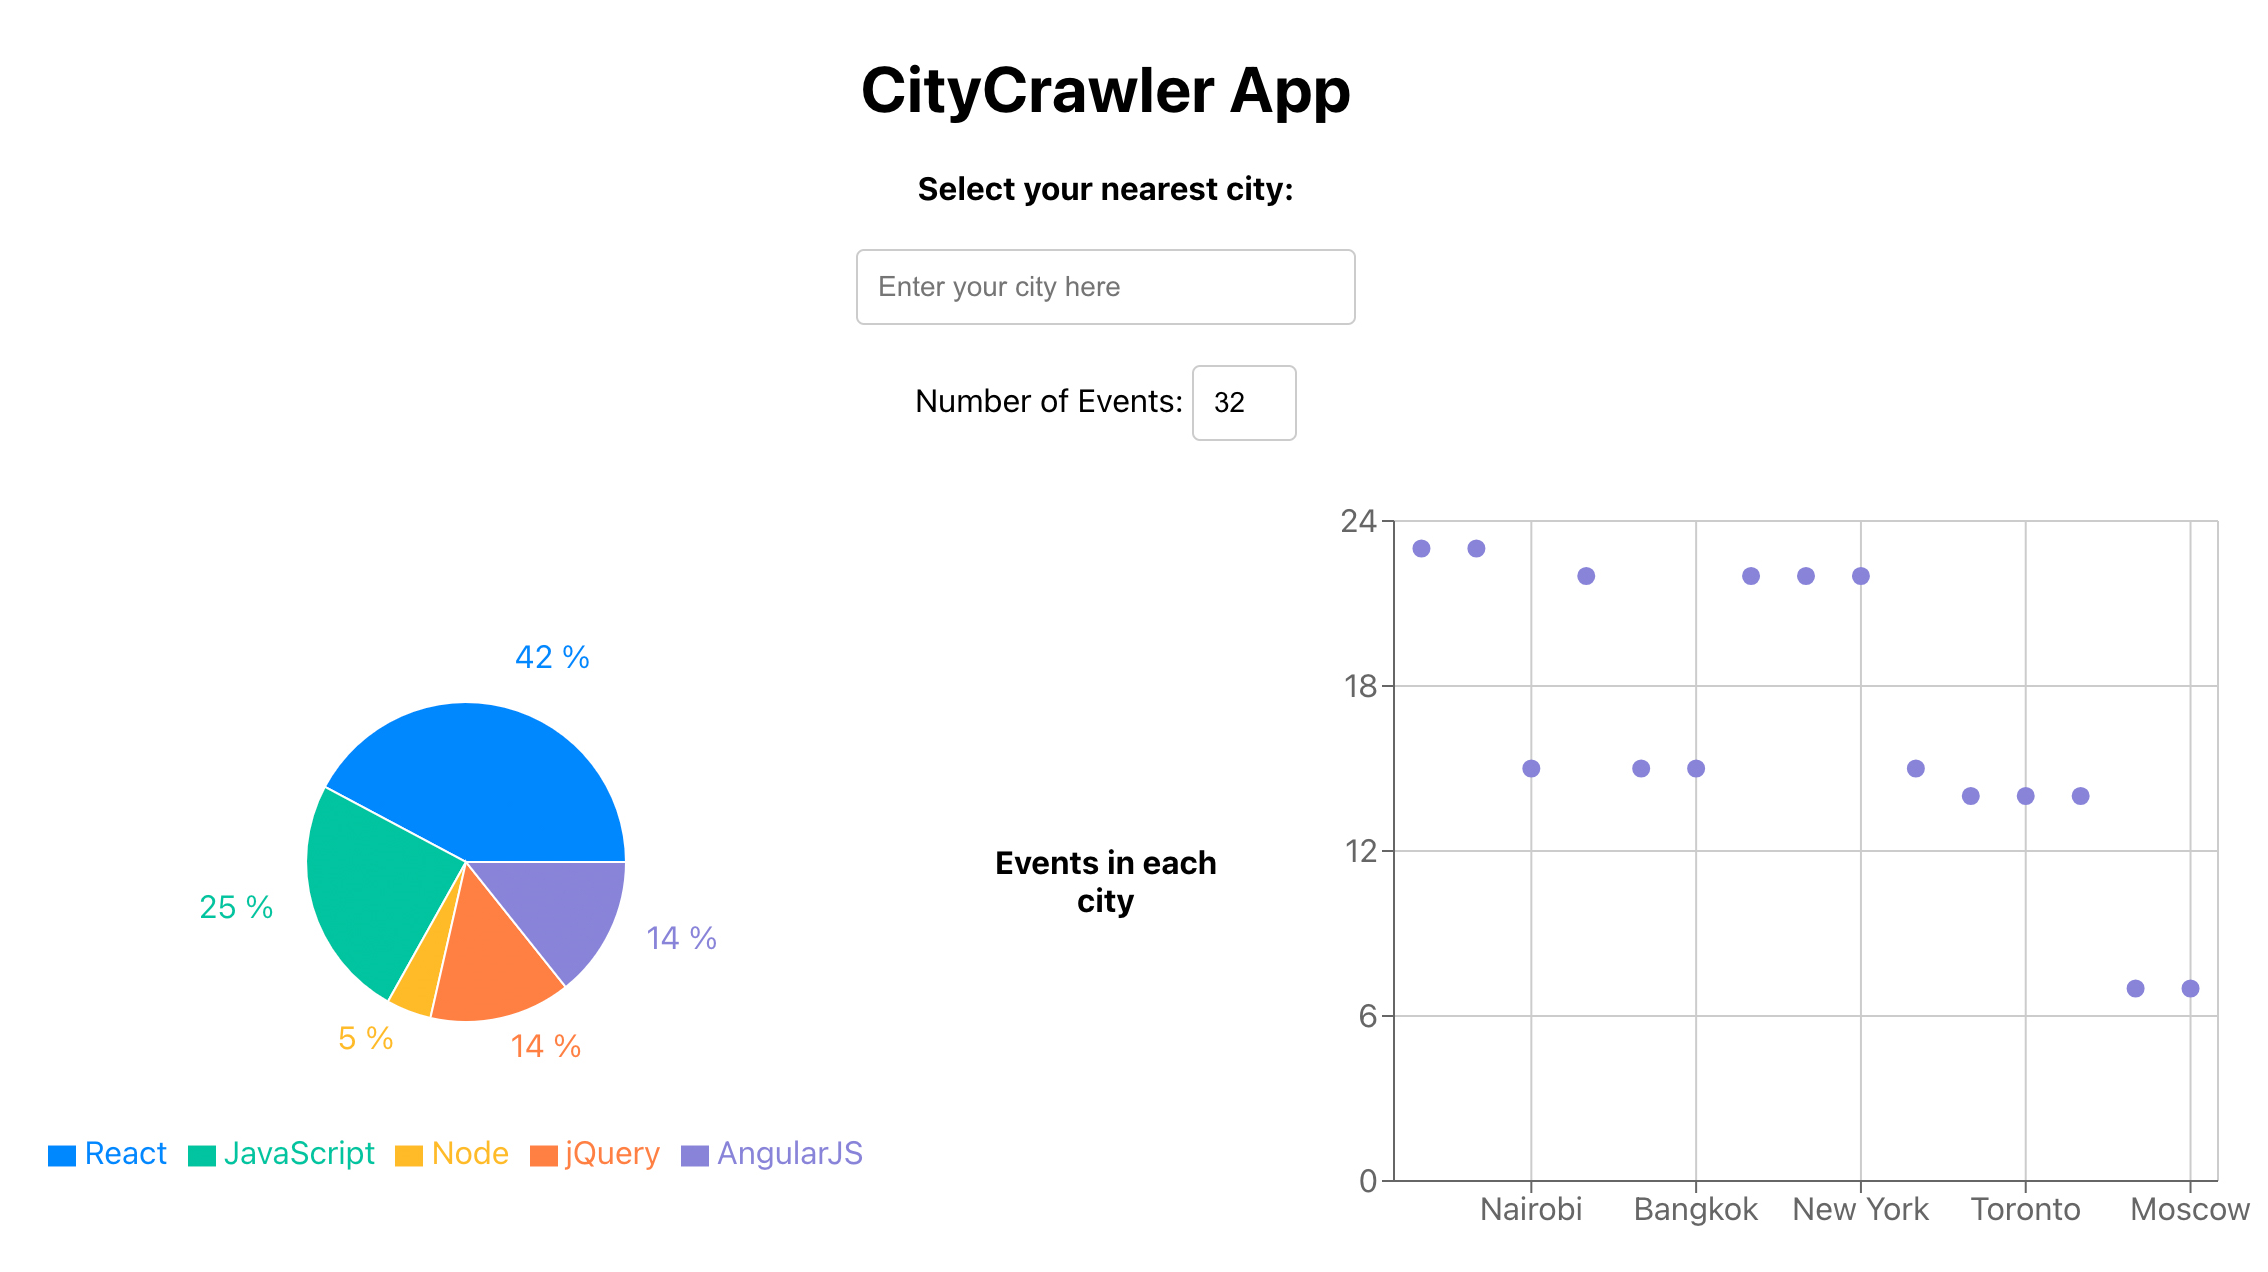 CityCrawler App
Select your nearest city:
Enter your city here
Number of Events: 32
42 %
25 %
14 %
5 %
14 %
React JavaScript Node jQuery AngularJS
Events in each
city
24
18
12
6
0
Nairobi Bangkok New York Toronto Moscow